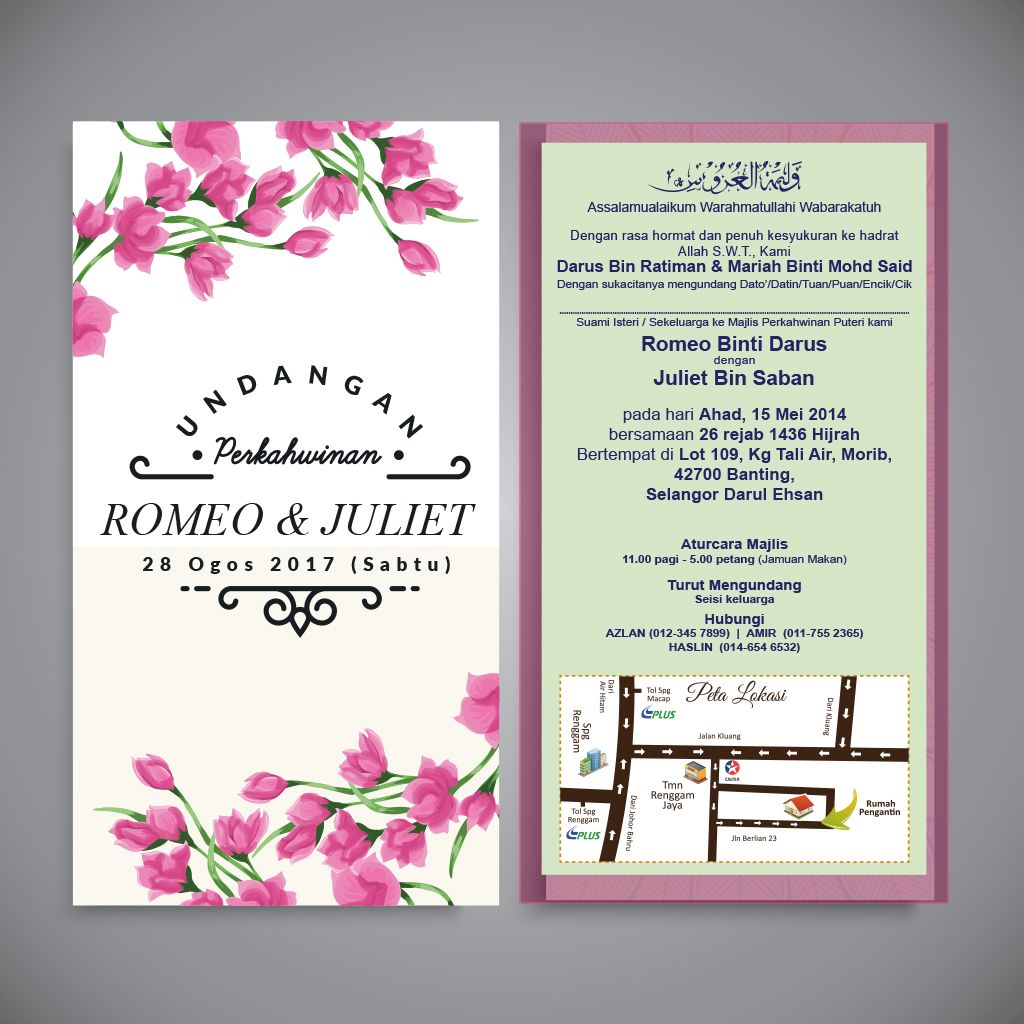 UNDANGAN
Perkahwinan
ROMEO & JULIET
28 Ogos 2017 (Sabtu)
وليمة العروس
Assalamualaikum Warahmatullahi Wabarakatuh
Dengan rasa hormat dan penuh kesyukuran ke hadrat
Allah S.W.T., Kami
Darus Bin Ratiman & Mariah Binti Mohd Said
Dengan sukacitanya mengundang Dato'/Datin/Tuan/Puan/Encik/Cik
Suami Isteri / Sekeluarga ke Majlis Perkahwinan Puteri kami
Romeo Binti Darus
dengan
Juliet Bin Saban
pada hari Ahad, 15 Mei 2014
bersamaan 26 rejab 1436 Hijrah
Bertempat di Lot 109, Kg Tali Air, Morib,
42700 Banting,
Selangor Darul Ehsan
Aturcara Majlis
11.00 pagi - 5.00 petang (Jamuan Makan)
Turut Mengundang
Seisi keluarga
Hubungi
AZLAN (012-345 7899) | AMIR (011-755 2365)
HASLIN (014-654 6532)
Peta Lokasi
Dari
Air Hitam
Tol Spg
Macap
PLUS
Spg
Renggam
Jalan Kluang
Dari Kluang
CALTEX
Tmn
Renggam
Jaya
Rumah
Pengantin
Tol Spg
Renggam
PLUS
Dari Johor Bahru
Jln Berlian 23